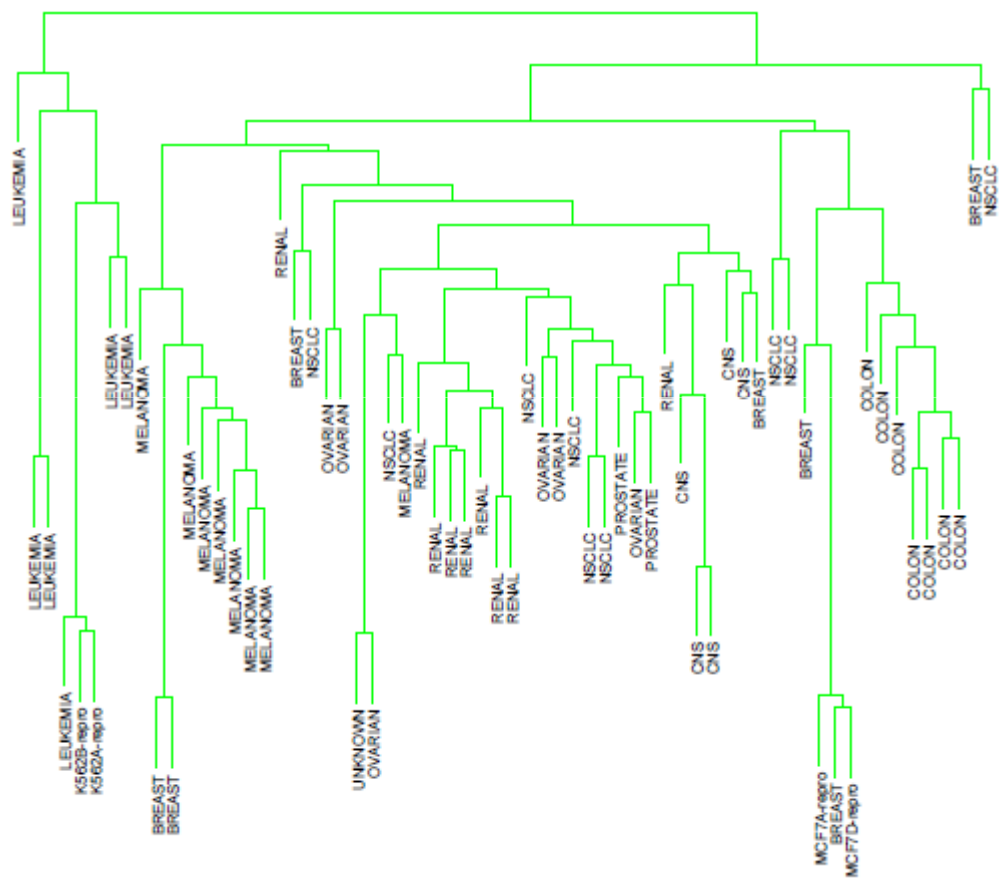 LEUKEMIA
LEUKEMIA
LEUKEMIA
LEUKEMIA
K562B-repro
K562A-repro
LEUKEMIA
LEUKEMIA
MELANOMA
BREAST
BREAST
MELANOMA
MELANOMA
MELANOMA
MELANOMA
MELANOMA
MELANOMA
RENAL
BREAST
NSCLC
OVARIAN
OVARIAN
UNKNOWN
OVARIAN
NSCLC
MELANOMA
RENAL
RENAL
RENAL
RENAL
RENAL
RENAL
RENAL
NSCLC
OVARIAN
OVARIAN
NSCLC
NSCLC
NSCLC
PROSTATE
OVARIAN
PROSTATE
RENAL
CNS
CNS
CNS
CNS
CNS
BREAST
NSCLC
NSCLC
BREAST
MCF7A-repro
BREAST
MCF7D-repro
COLON
COLON
COLON
COLON
COLON
COLON
COLON
BREAST
NSCLC